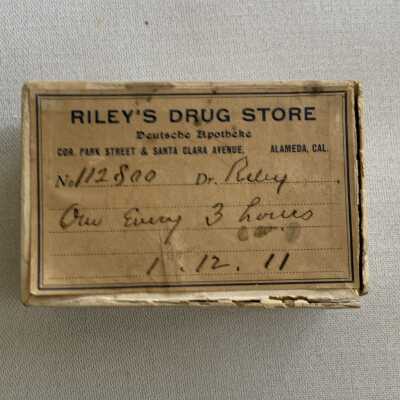 RILEY'S DRUG STORE
Deutsche Apotheke
COR. PARK STREET & SANTA CLARA AVENUE, ALAMEDA, CAL.
No. 112800 Dr. Riley
One Every 3 hours
1.12.11